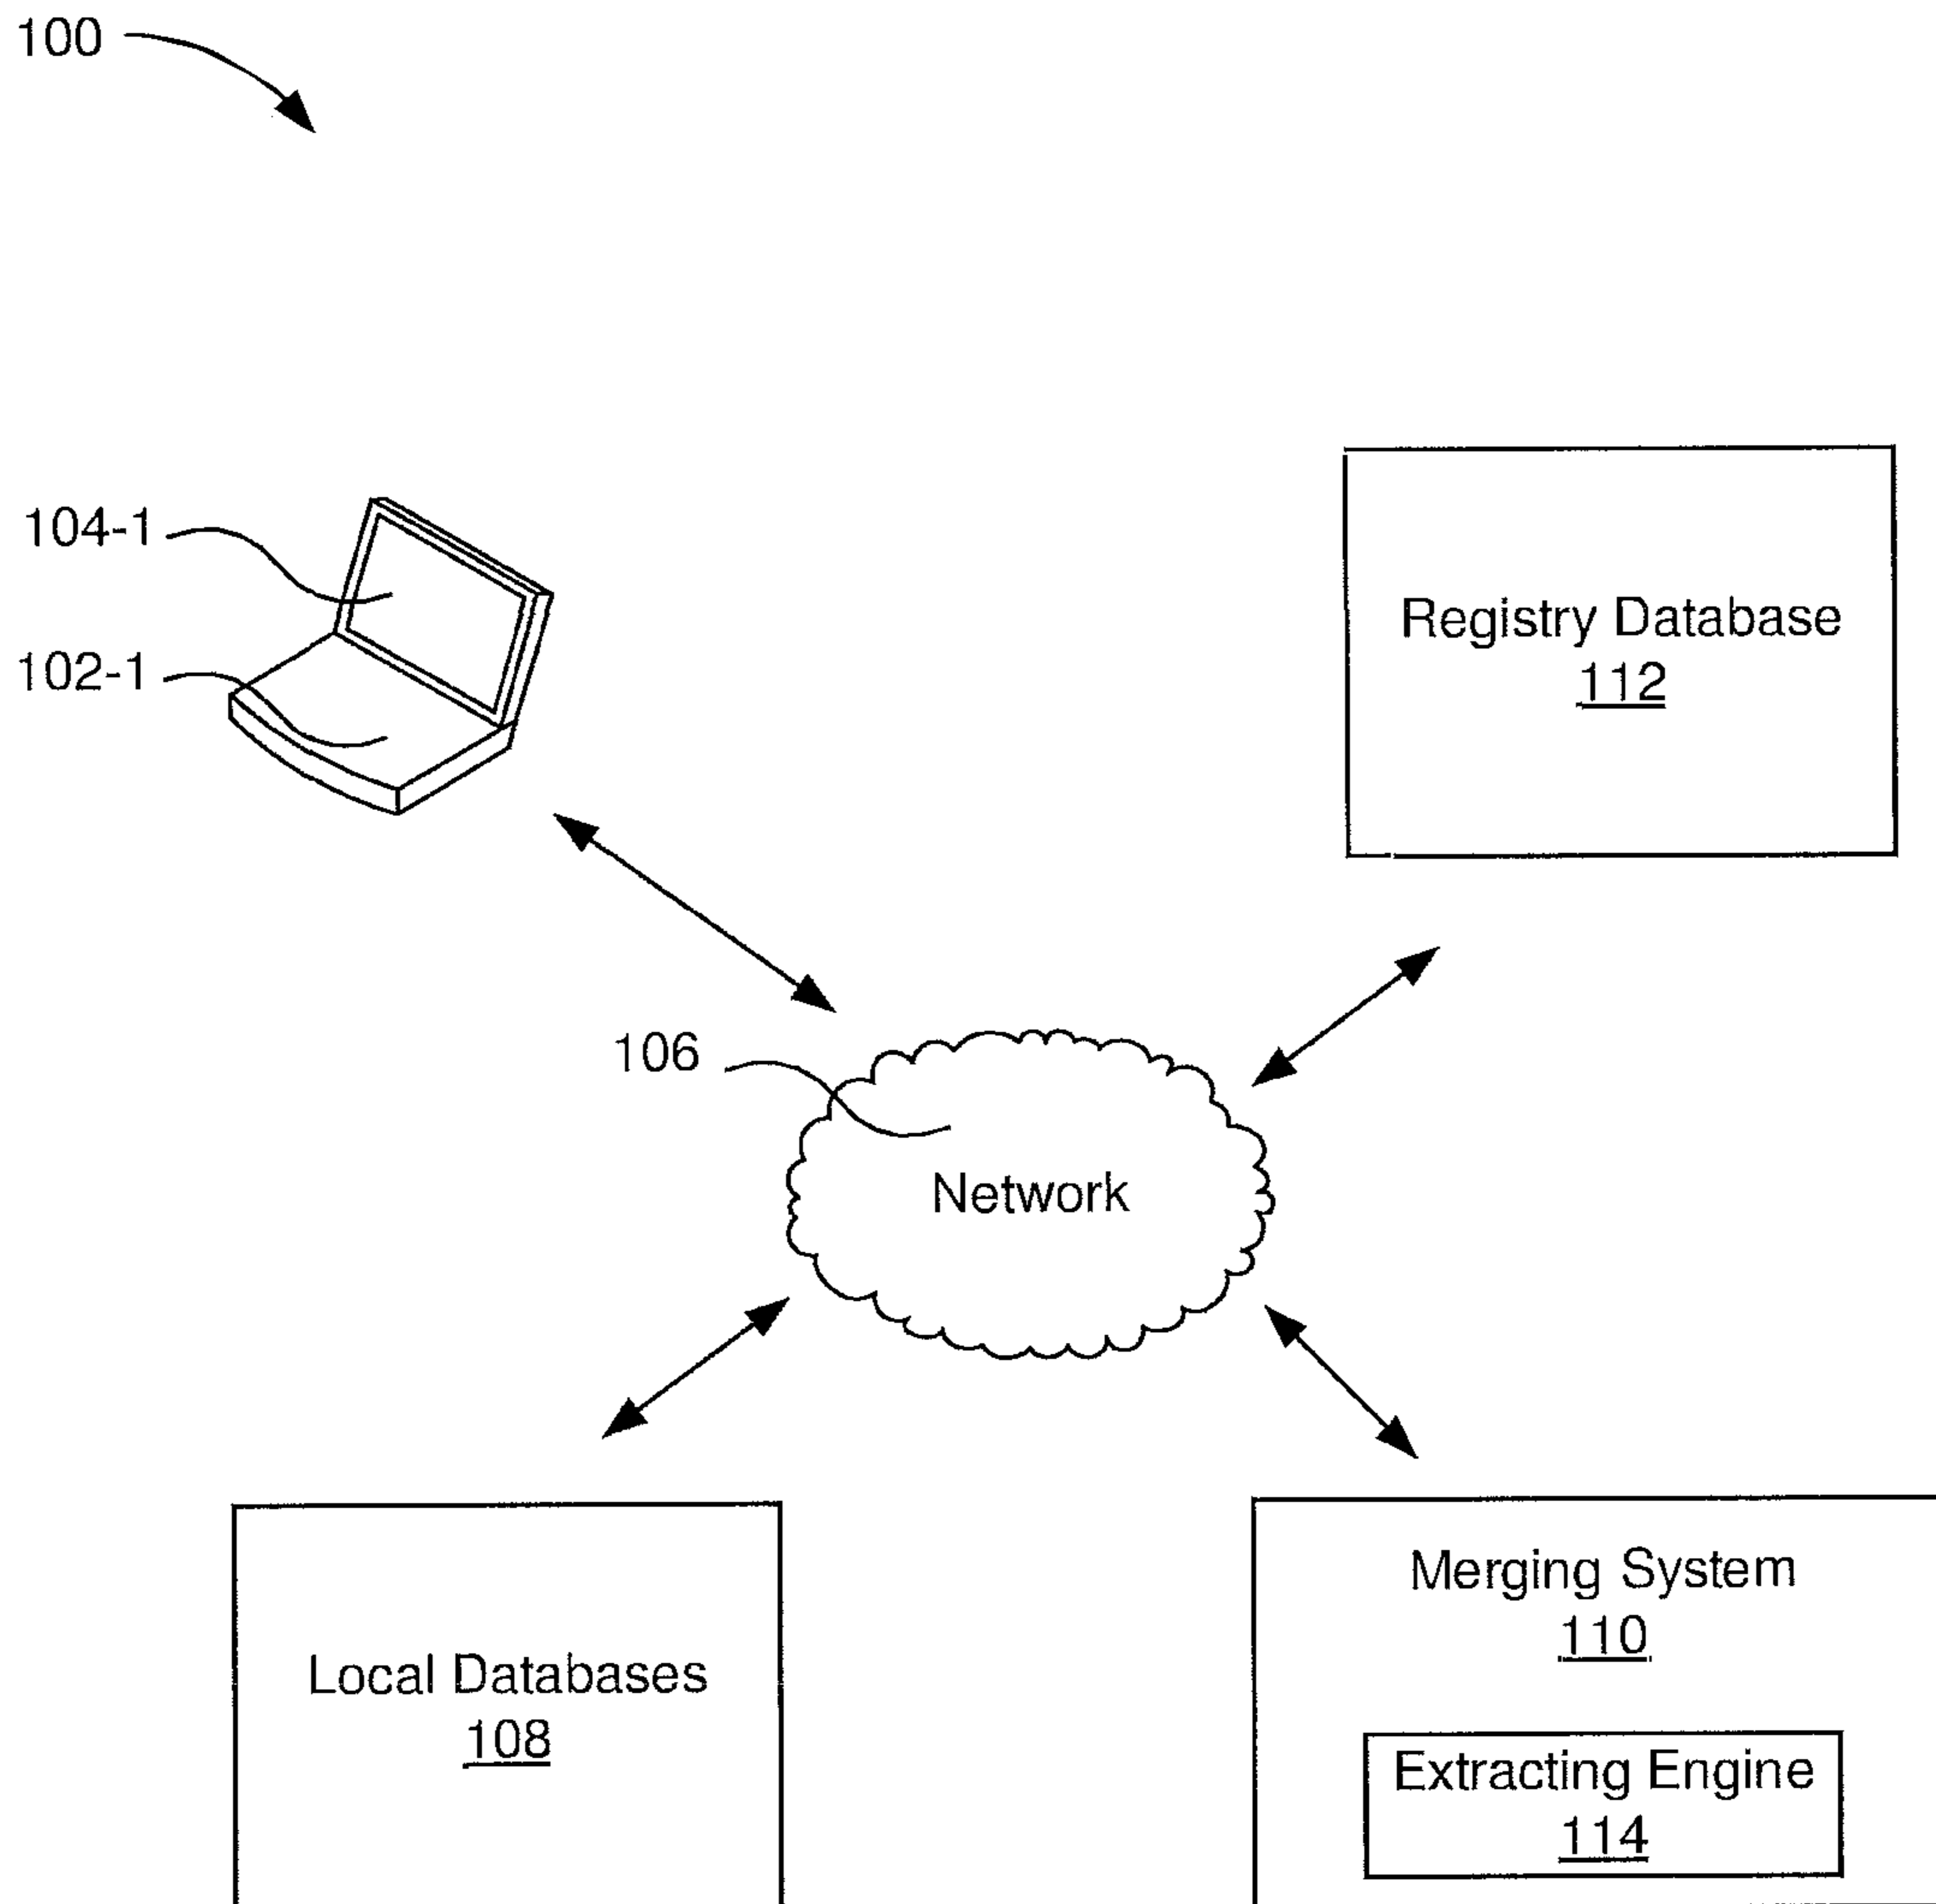 100
104-1
102-1
Registry Database
112
106
Network
Local Databases
108
Merging System
110
Extracting Engine
114